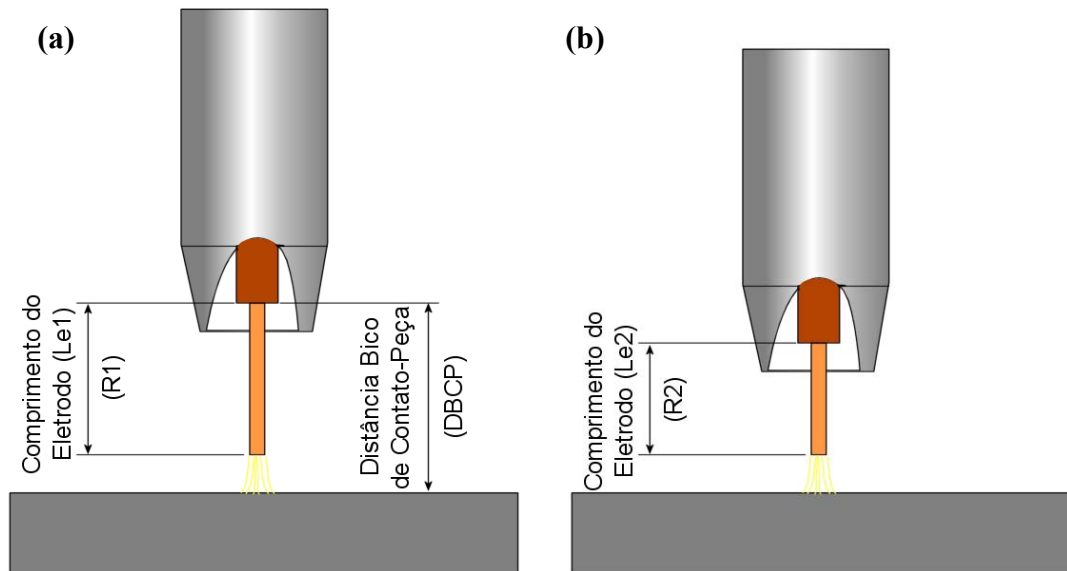 (a)
Comprimento do
Eletrodo (Le1)
(R1)
Distância Bico
de Contato-Peça
(DBCP)
(b)
Comprimento do
Eletrodo (Le2)
(R2)